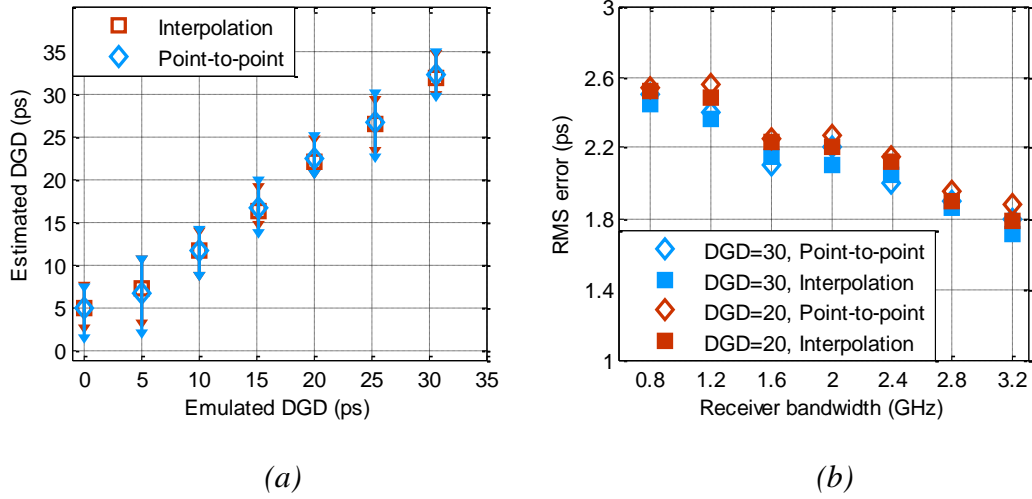 Interpolation
Point-to-point
35
30
25
20
15
10
5
0
Estimated DGD (ps)
0 5 10 15 20 25 30 35
Emulated DGD (ps)
(a)
3
2.6
2.2
1.8
1.4
1
RMS error (ps)
DGD=30, Point-to-point
DGD=30, Interpolation
DGD=20, Point-to-point
DGD=20, Interpolation
0.8 1.2 1.6 2 2.4 2.8 3.2
Receiver bandwidth (GHz)
(b)